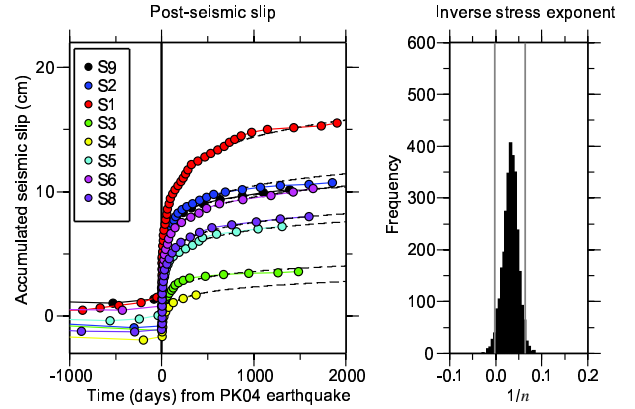 Post-seismic slip
Inverse stress exponent
Accumulated seismic slip (cm)
20
10
0
S9
S2
S1
S3
S4
S5
S6
S8
-1000 0 1000 2000
Time (days) from PK04 earthquake
Frequency
600
500
400
300
200
100
0
-0.1 0.0 0.1 0.2
1/n